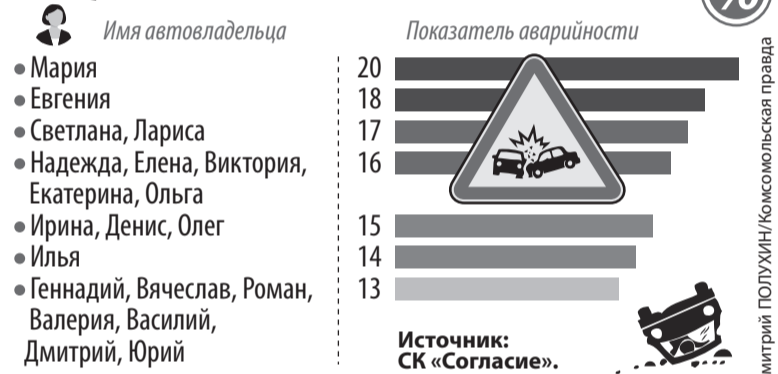 %
Имя автовладельца
Показатель аварийности
• Мария 20
• Евгения 18
• Светлана, Лариса 17
• Надежда, Елена, Виктория, 16
Екатерина, Ольга
• Ирина, Денис, Олег 15
• Илья 14
• Геннадий, Вячеслав, Роман, 13
Валерия, Василий,
Дмитрий, Юрий
Источник:
СК «Согласие».
митрий ПОЛУХИН/Комсомольская правда